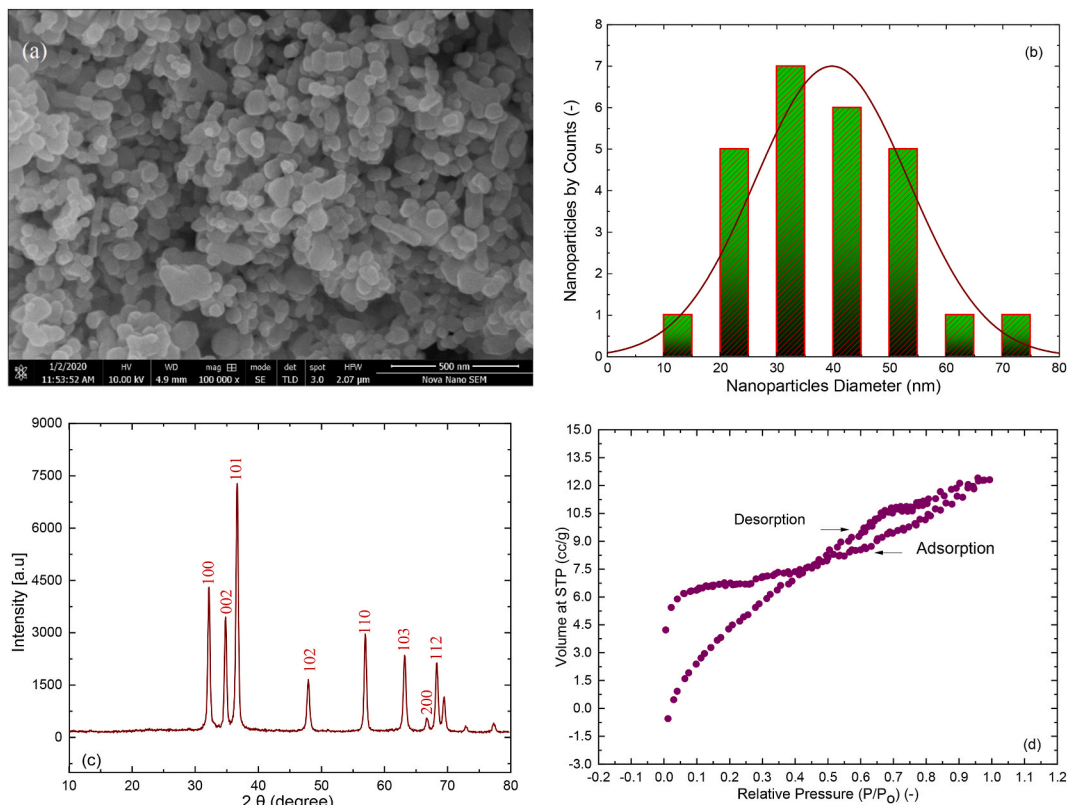 (a)
1/2/2020 HV WD mag det mode spot HFW 500 nm
11:53:52 AM 10.00 kV 4.9 mm 100 000 x SE TLD 3.0 2.07 µm Nova Nano SEM
(b)
Nanoparticles by Counts (-)
8
7
6
5
4
3
2
1
0
0 10 20 30 40 50 60 70 80
Nanoparticles Diameter (nm)
9000
7500
6000
4500
3000
1500
0
Intensity [a.u]
100
002
101
102
110
103
200
112
(c)
10 20 30 40 50 60 70 80
2 θ (degree)
15.0
13.5
12.0
10.5
9.0
7.5
6.0
4.5
3.0
1.5
0.0
-1.5
-3.0
Volume at STP (cc/g)
Desorption
Adsorption
(d)
-0.2 -0.1 0.0 0.1 0.2 0.3 0.4 0.5 0.6 0.7 0.8 0.9 1.0 1.1 1.2
Relative Pressure (P/PO) (-)